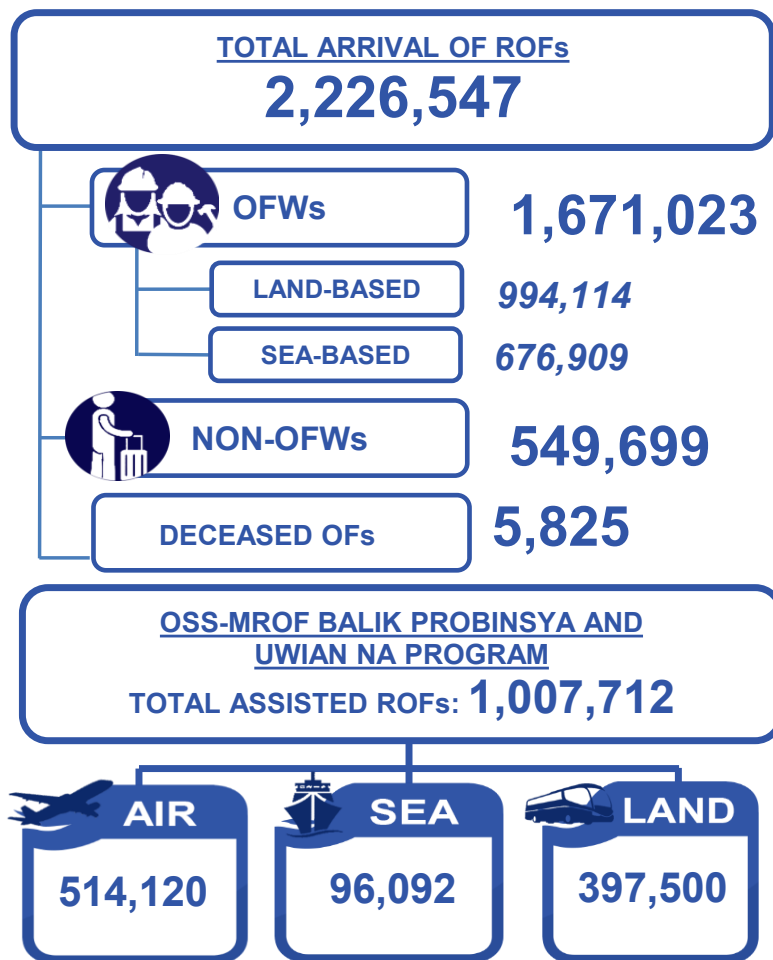 TOTAL ARRIVAL OF ROFs
2,226,547
OFWs 1,671,023
LAND-BASED 994,114
SEA-BASED 676,909
NON-OFWs 549,699
DECEASED OFs 5,825
OSS-MROF BALIK PROBINSYA AND
UWIAN NA PROGRAM
TOTAL ASSISTED ROFs: 1,007,712
AIR
514,120
SEA
96,092
LAND
397,500